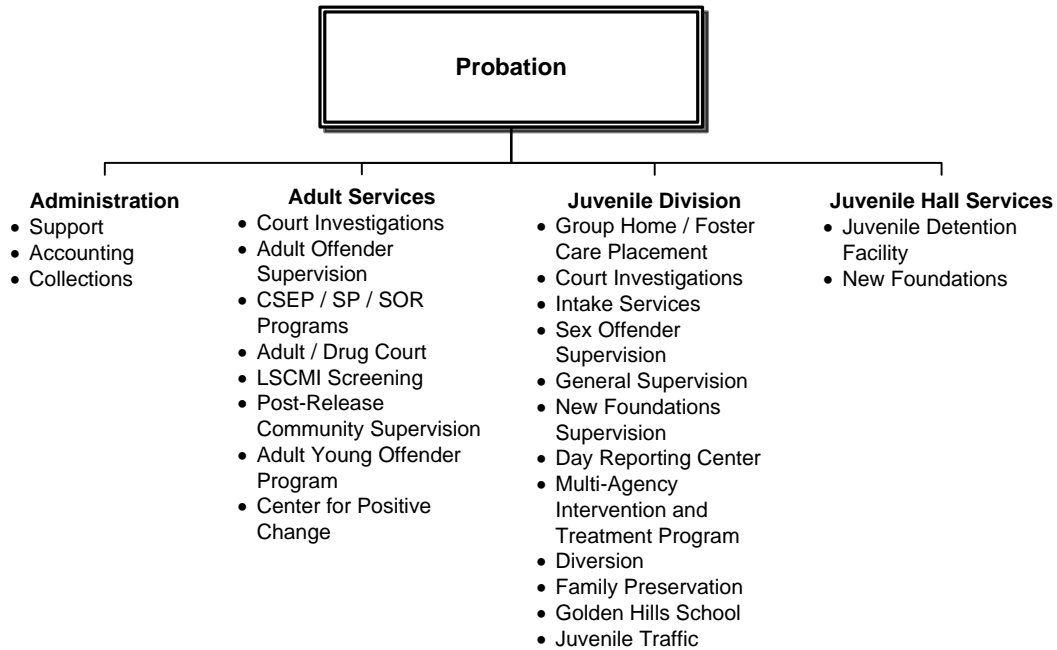 Probation
Administration
• Support
• Accounting
• Collections
Adult Services
• Court Investigations
• Adult Offender
Supervision
• CSEP / SP / SOR
Programs
• Adult / Drug Court
• LSCMI Screening
• Post-Release
Community Supervision
• Adult Young Offender
Program
• Center for Positive
Change
Juvenile Division
• Group Home / Foster
Care Placement
• Court Investigations
• Intake Services
• Sex Offender
Supervision
• General Supervision
• New Foundations
Supervision
• Day Reporting Center
• Multi-Agency
Intervention and
Treatment Program
• Diversion
• Family Preservation
• Golden Hills School
• Juvenile Traffic
Juvenile Hall Services
• Juvenile Detention
Facility
• New Foundations